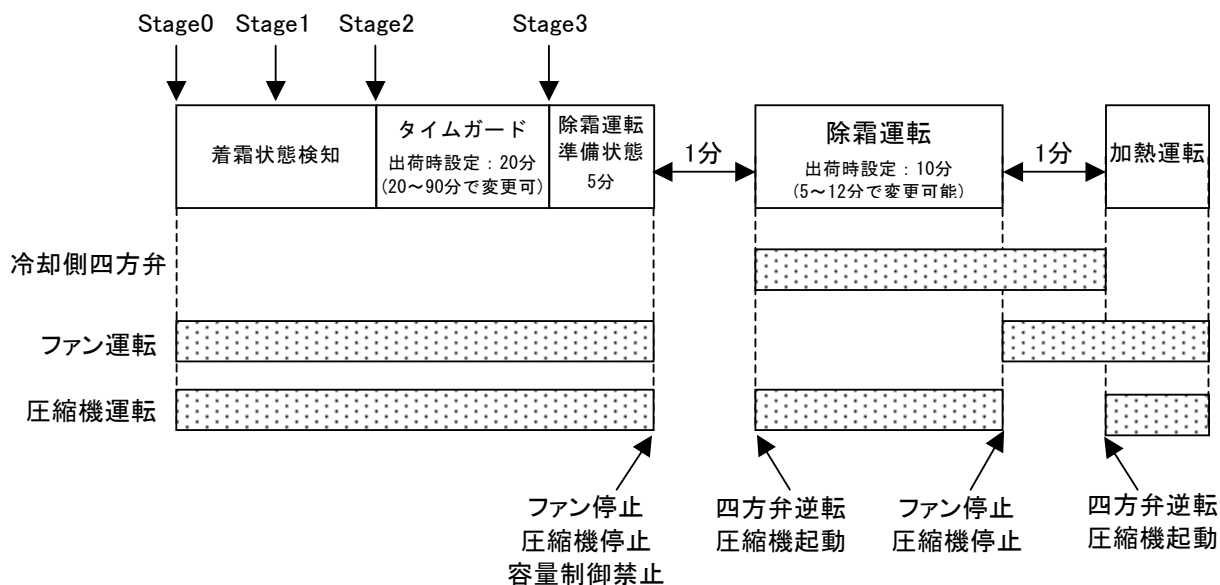 Stage0
Stage1
Stage2
Stage3
着霜状態検知
タイムガード
出荷時設定：20分
(20～90分で変更可)
除霜運転
準備状態
5分
1分
除霜運転
出荷時設定：10分
(5～12分で変更可能)
1分
加熱運転
冷却側四方弁
ファン運転
圧縮機運転
ファン停止
圧縮機停止
容量制御禁止
四方弁逆転
圧縮機起動
ファン停止
圧縮機停止
四方弁逆転
圧縮機起動